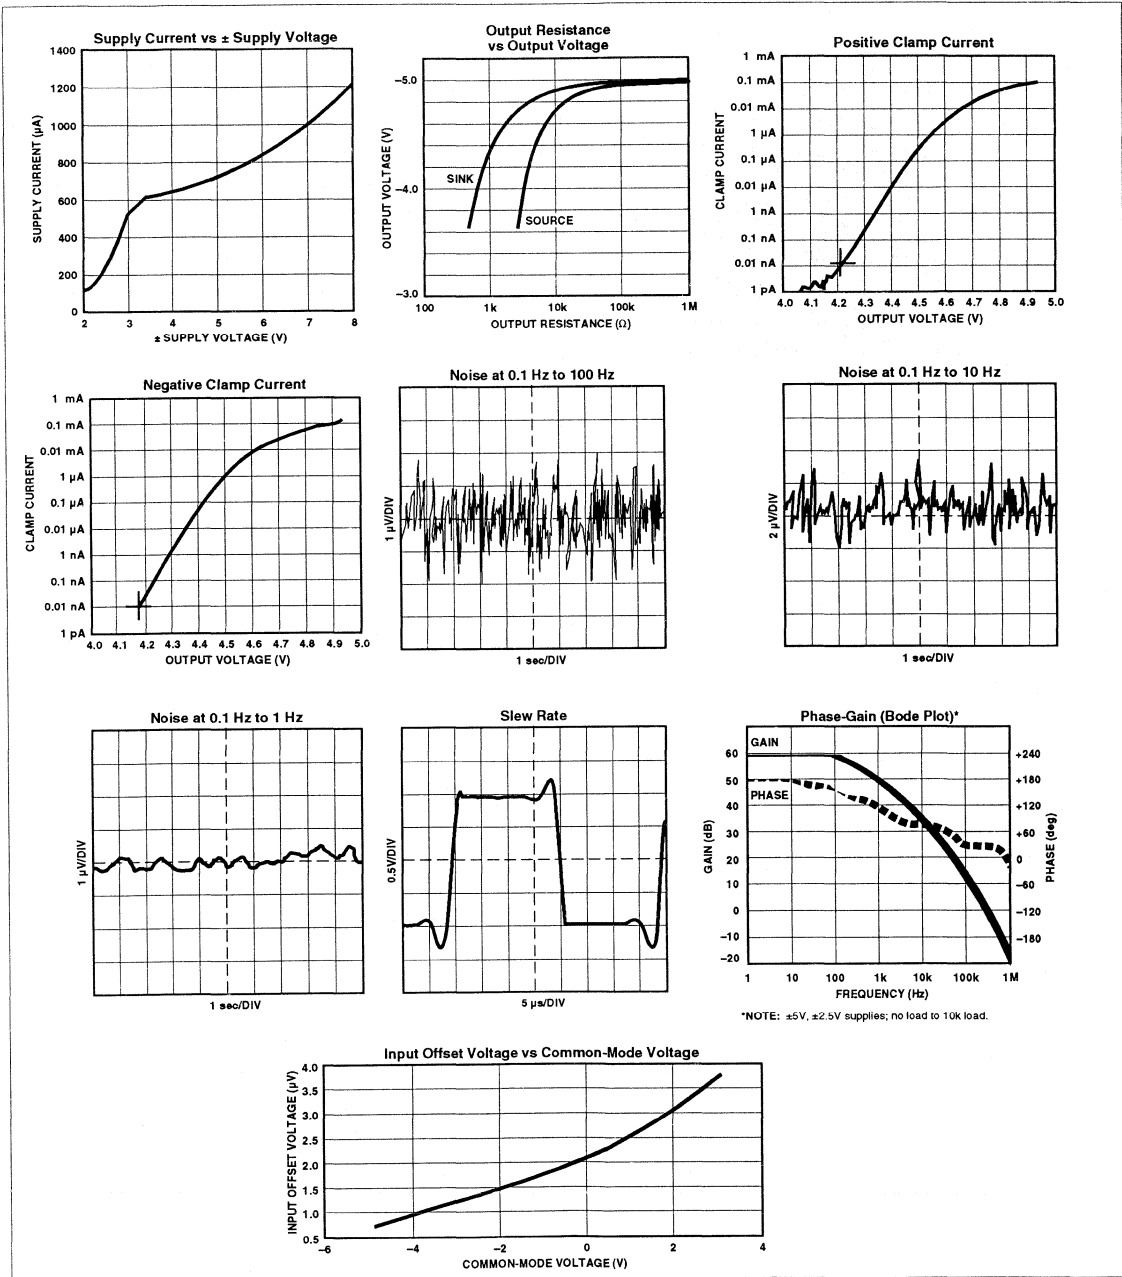 Supply Current vs ± Supply Voltage
SUPPLY CURRENT (µA)
1400
1200
1000
800
600
400
200
0
2 3 4 5 6 7 8
± SUPPLY VOLTAGE (V)
Output Resistance
vs Output Voltage
OUTPUT VOLTAGE (V)
–5.0
–4.0
–3.0
SINK
SOURCE
100 1k 10k 100k 1M
OUTPUT RESISTANCE (Ω)
Positive Clamp Current
CLAMP CURRENT
1 mA
0.1 mA
0.01 mA
1 µA
0.1 µA
0.01 µA
1 nA
0.1 nA
0.01 nA
1 pA
4.0 4.1 4.2 4.3 4.4 4.5 4.6 4.7 4.8 4.9 5.0
OUTPUT VOLTAGE (V)
Negative Clamp Current
CLAMP CURRENT
1 mA
0.1 mA
0.01 mA
1 µA
0.1 µA
0.01 µA
1 nA
0.1 nA
0.01 nA
1 pA
4.0 4.1 4.2 4.3 4.4 4.5 4.6 4.7 4.8 4.9 5.0
OUTPUT VOLTAGE (V)
Noise at 0.1 Hz to 100 Hz
1 µV/DIV
1 sec/DIV
Noise at 0.1 Hz to 10 Hz
2 µV/DIV
1 sec/DIV
Noise at 0.1 Hz to 1 Hz
1 µV/DIV
1 sec/DIV
Slew Rate
0.5V/DIV
5 µs/DIV
Phase-Gain (Bode Plot)*
GAIN (dB)
60
50
40
30
20
10
0
–10
–20
GAIN
PHASE
+240
+180
+120
+60
0
–60
–120
–180
PHASE (deg)
1 10 100 1k 10k 100k 1M
FREQUENCY (Hz)
*NOTE: ±5V, ±2.5V supplies; no load to 10k load.
Input Offset Voltage vs Common-Mode Voltage
INPUT OFFSET VOLTAGE (µV)
4.0
3.5
3.0
2.5
2.0
1.5
1.0
0.5
–6 –4 –2 0 2 4
COMMON-MODE VOLTAGE (V)